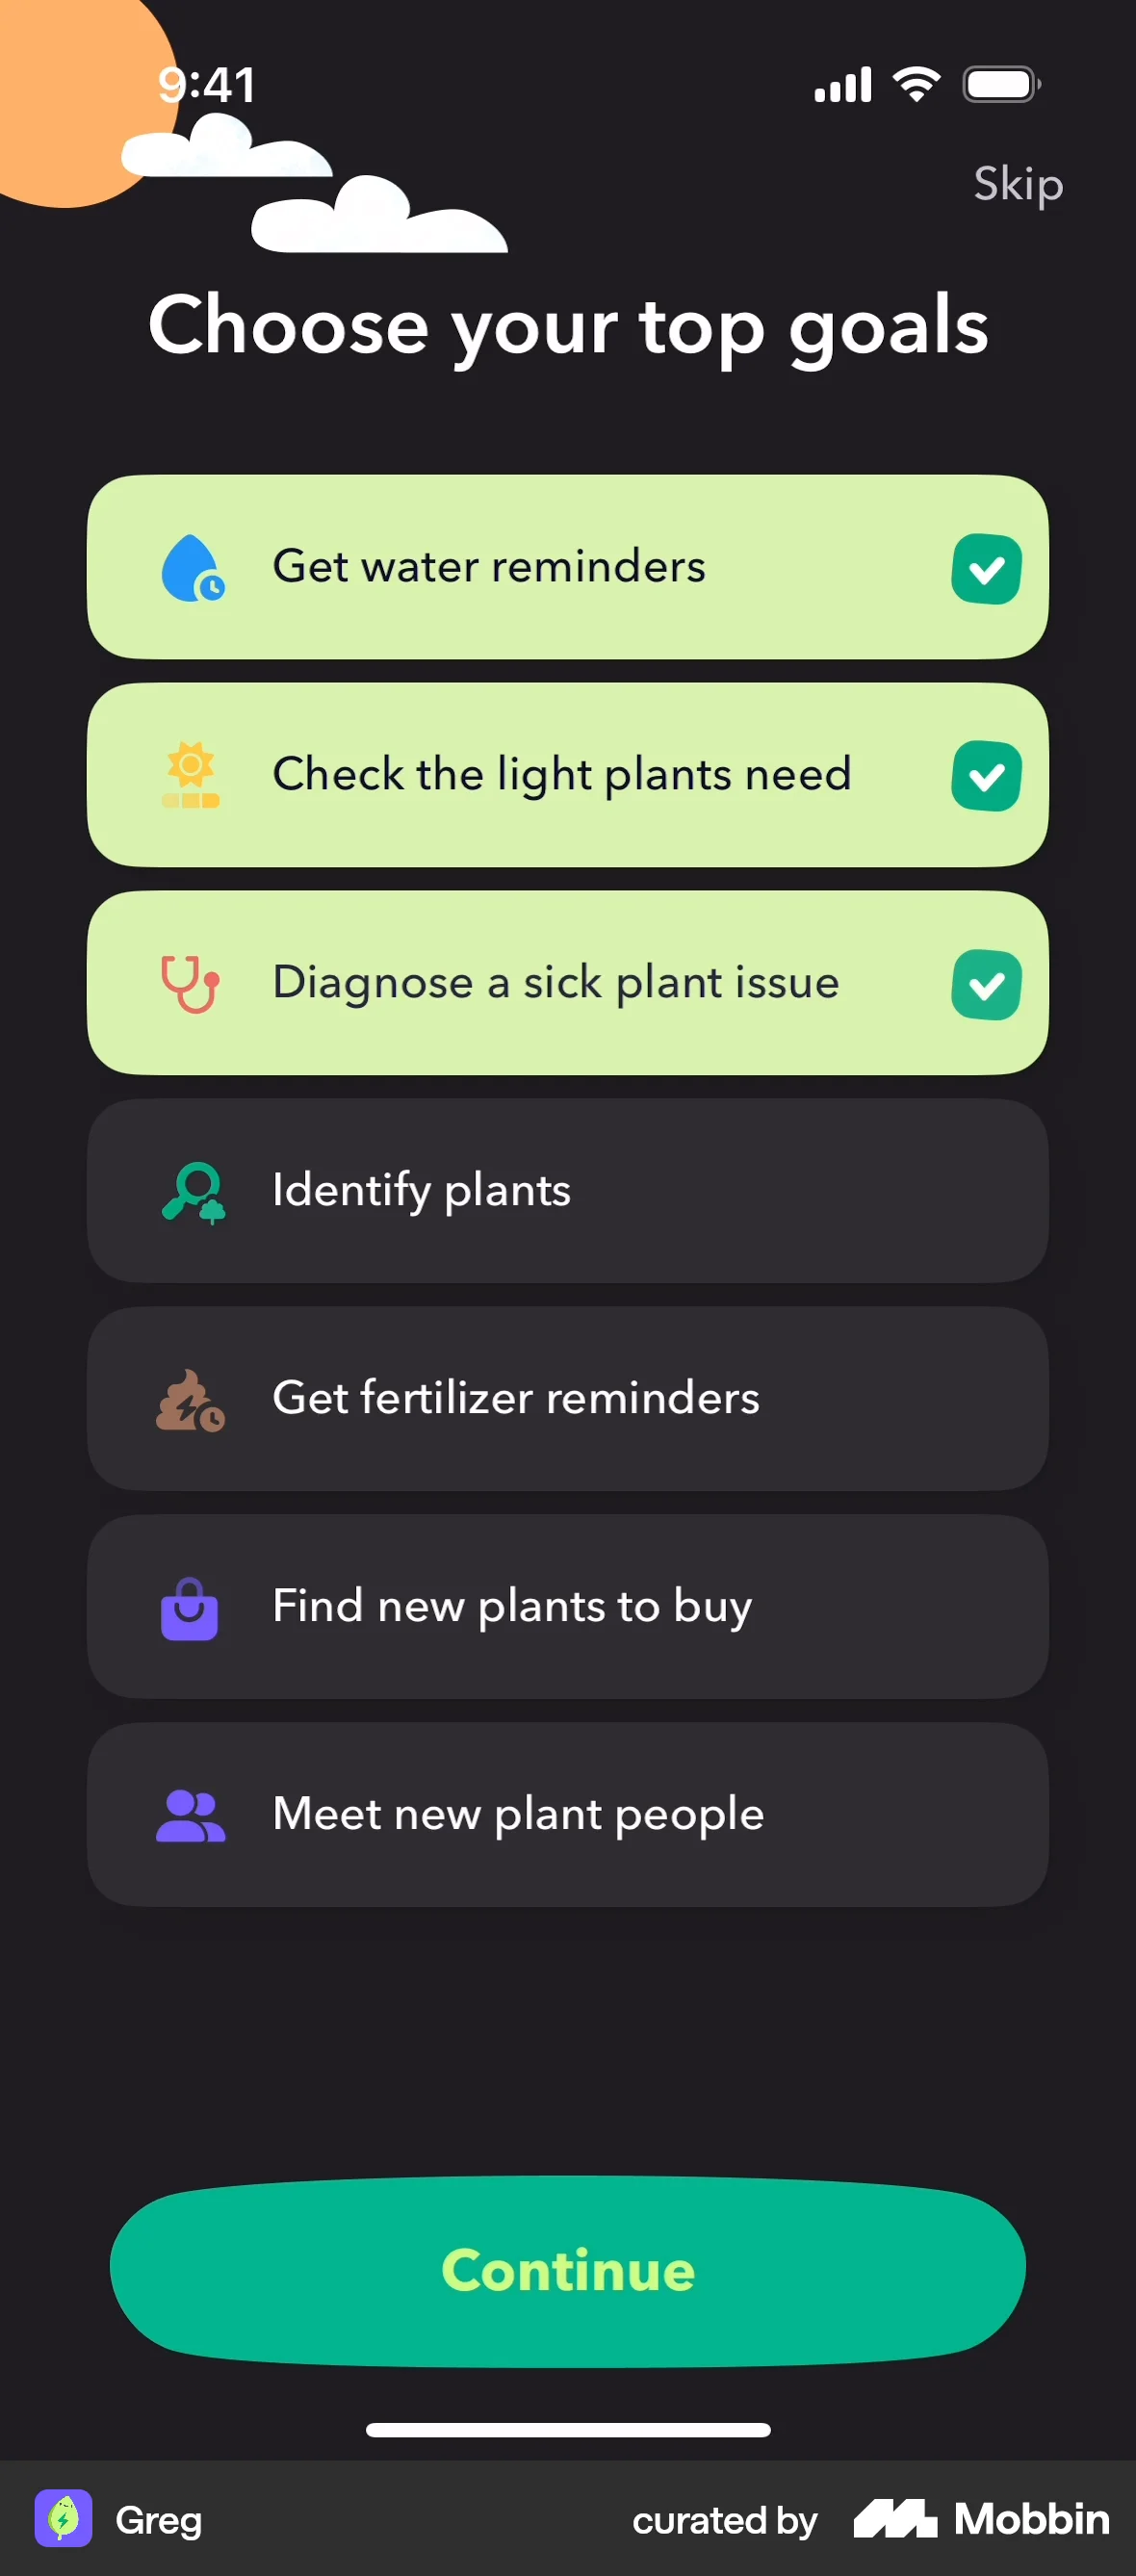 9:41
Skip
Choose your top goals
Get water reminders
Check the light plants need
Diagnose a sick plant issue
Identify plants
Get fertilizer reminders
Find new plants to buy
Meet new plant people
Continue
Greg
curated by Mobbin